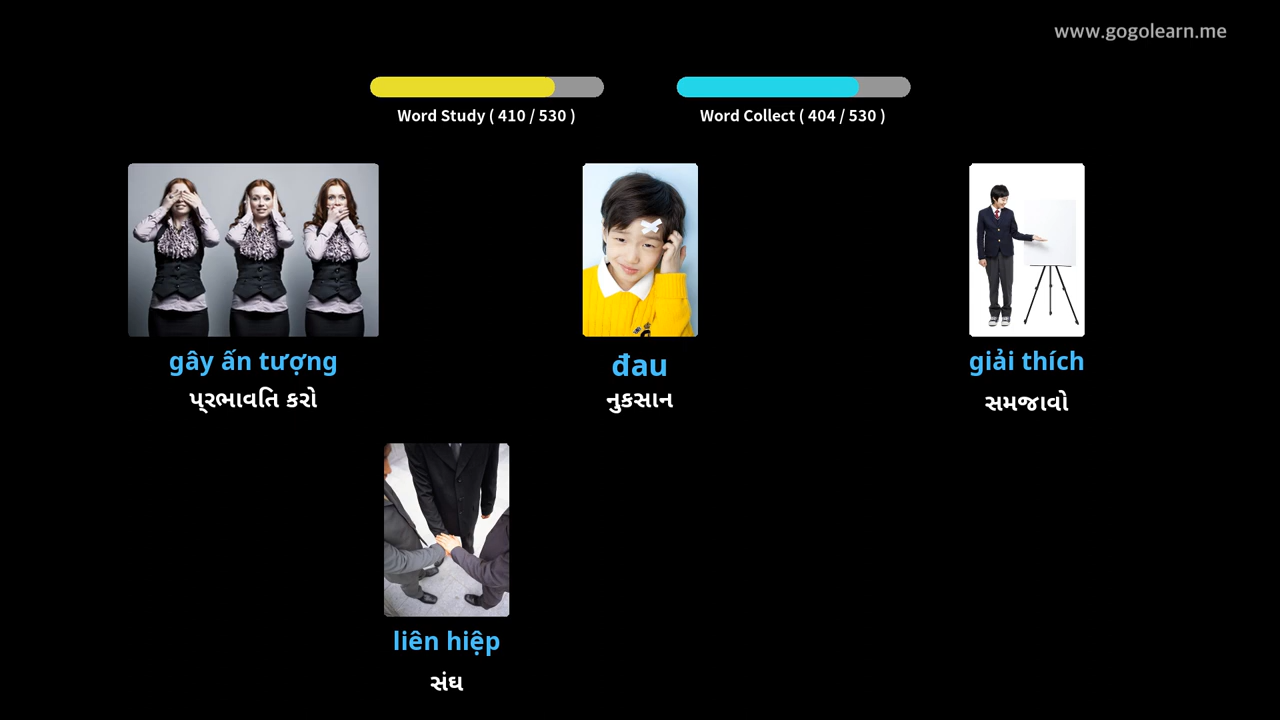 www.gogolearn.me
Word Study ( 410 / 530 )
Word Collect ( 404 / 530 )
gây ấn tượng
પ્રભાવતિ કરો
đau
નુકસાન
giải thích
સમજાવો
liên hiệp
સંઘ